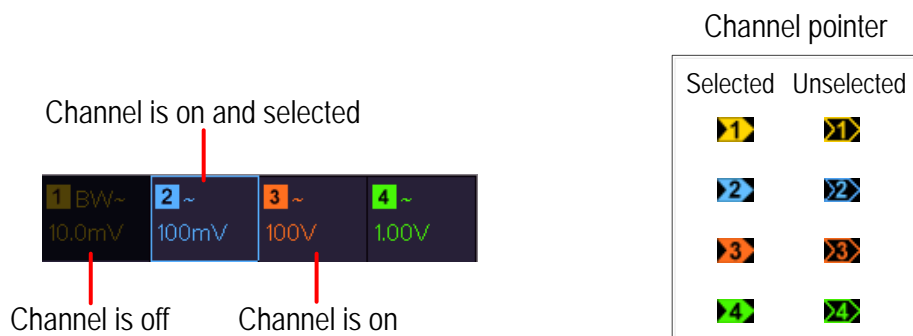 Channel pointer
Selected Unselected
1 1
2 2
3 3
4 4
Channel is on and selected
1 BW~ 2 ~ 3 ~ 4 ~
10.0mV 100mV 100V 1.00V
Channel is off Channel is on